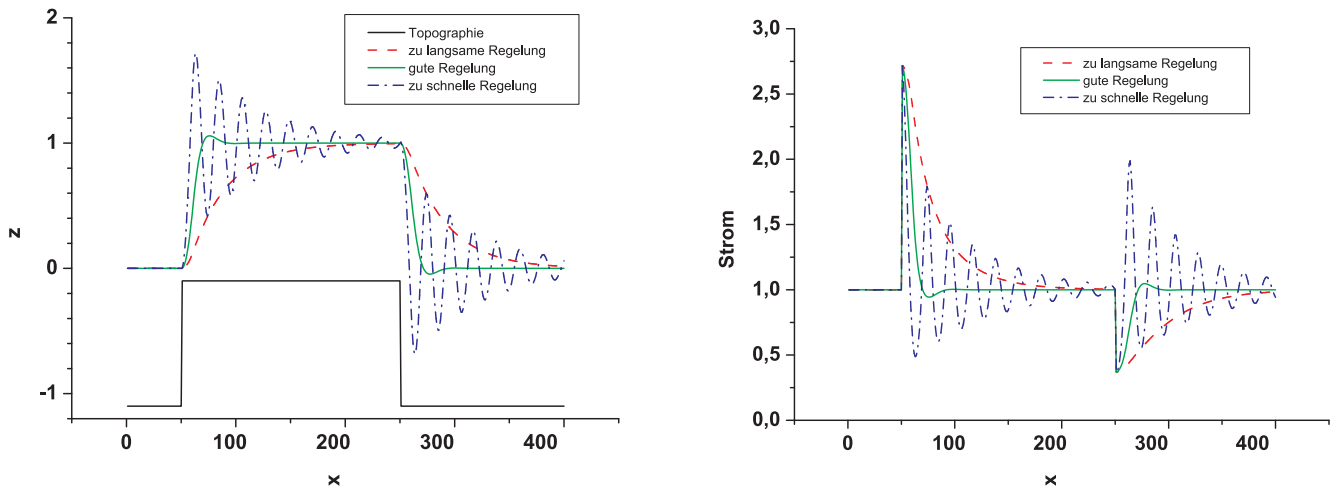 2
1
0
-1
z
0
100
200
300
400
x
Topographie
zu langsame Regelung
gute Regelung
zu schnelle Regelung
3,0
2,5
2,0
1,5
1,0
0,5
0,0
Strom
0
100
200
300
400
x
zu langsame Regelung
gute Regelung
zu schnelle Regelung